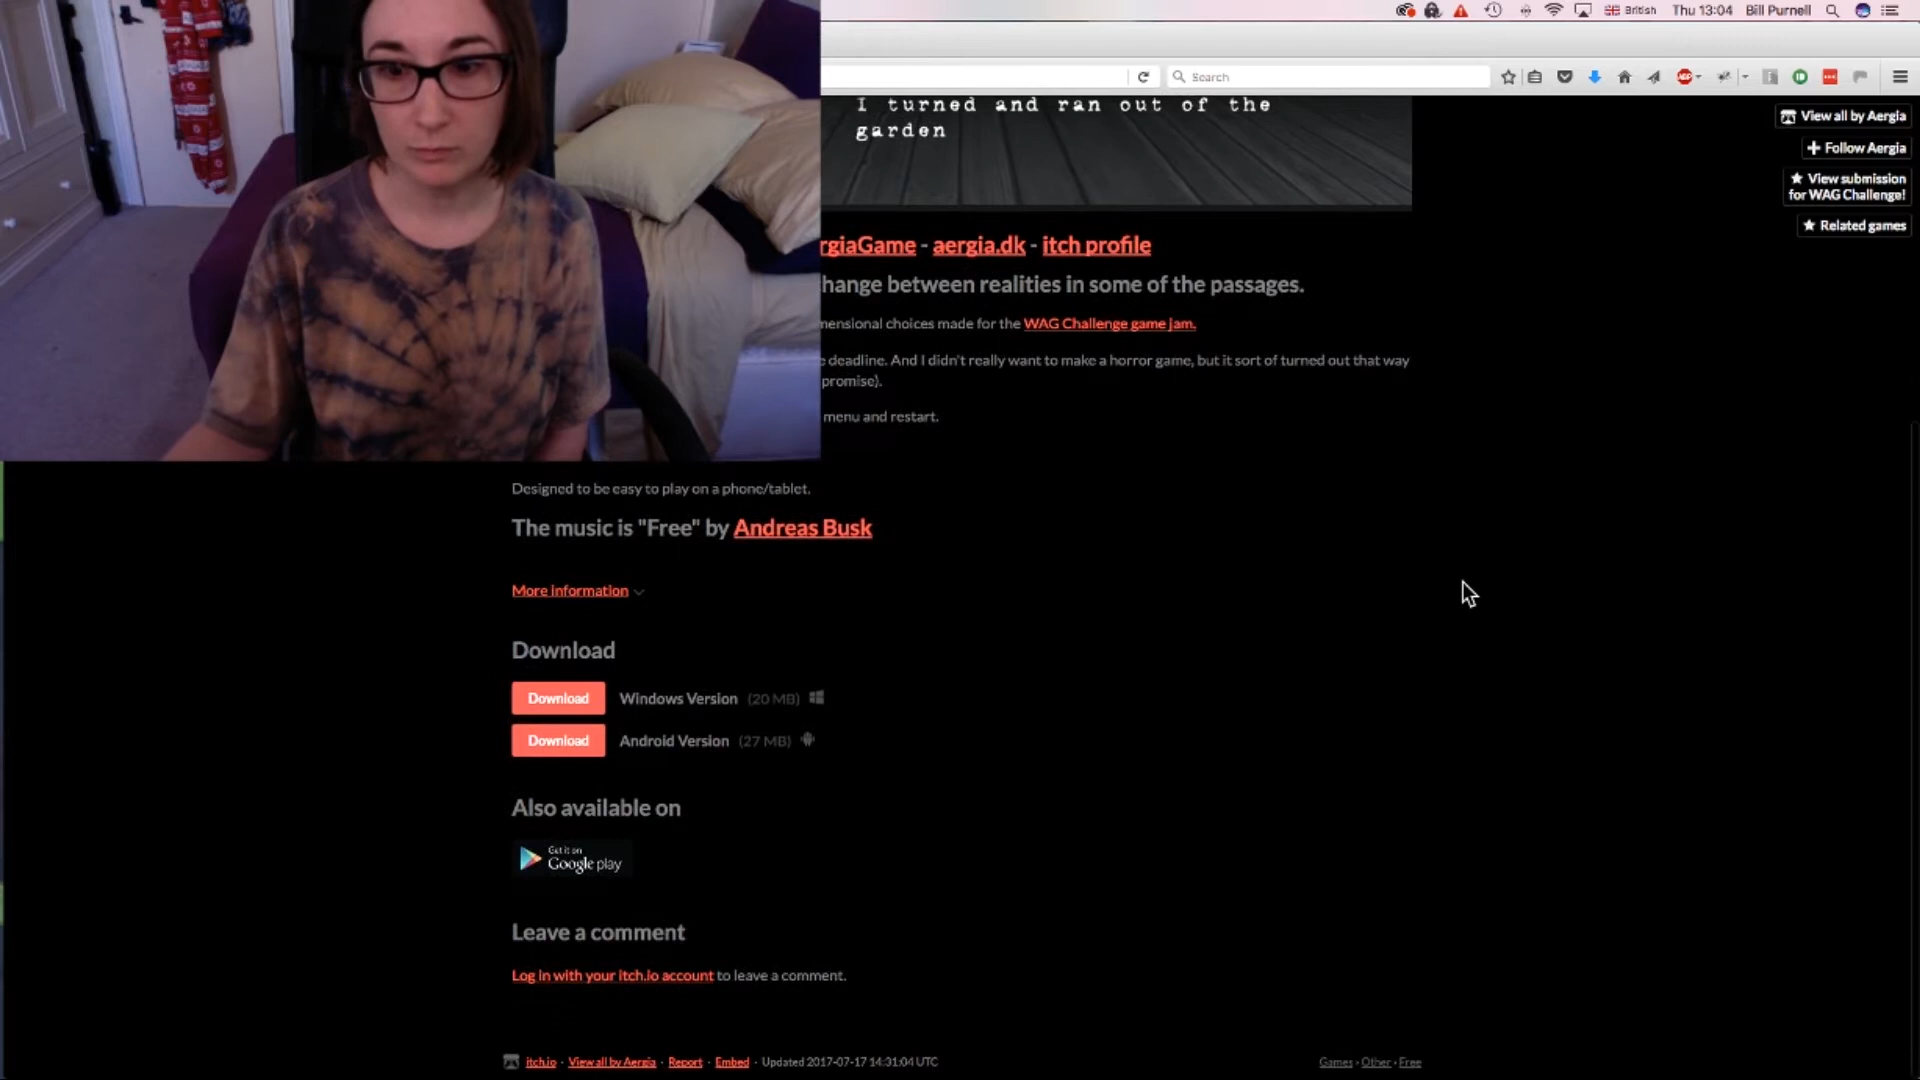 British Thu 13:04 Bill Purnell
Search
I turned and ran out of the
garden
View all by Aergia
Follow Aergia
View submission
for WAG Challenge!
Related games
rgiaGame - aergia.dk - itch profile
hange between realities in some of the passages.
mensional choices made for the WAG Challenge game jam.
deadline. And I didn't really want to make a horror game, but it sort of turned out that way
promise).
menu and restart.
Designed to be easy to play on a phone/tablet.
The music is "Free" by Andreas Busk
More information
Download
Download Windows Version (20 MB)
Download Android Version (27 MB)
Also available on
Get it on
Google play
Leave a comment
Log in with your itch.io account to leave a comment.
itch.io · View all by Aergia · Report · Embed · Updated 2017-07-17 14:31:04 UTC
Games › Other › Free